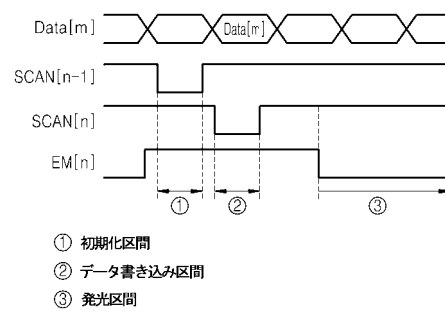 Data[m]
Data[m]
SCAN[n-1]
SCAN[n]
EM[n]
① ② ③
① 初期化区間
② データ書き込み区間
③ 発光区間